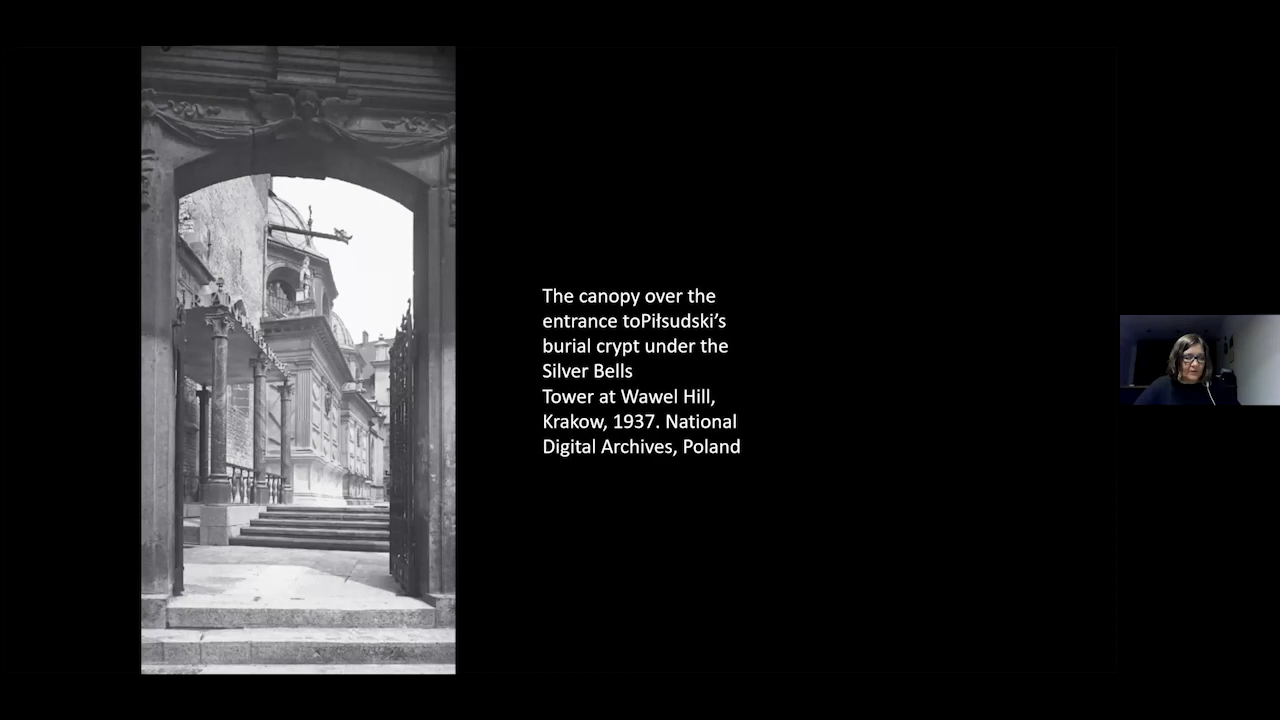 The canopy over the
entrance toPiłsudski’s
burial crypt under the
Silver Bells
Tower at Wawel Hill,
Krakow, 1937. National
Digital Archives, Poland